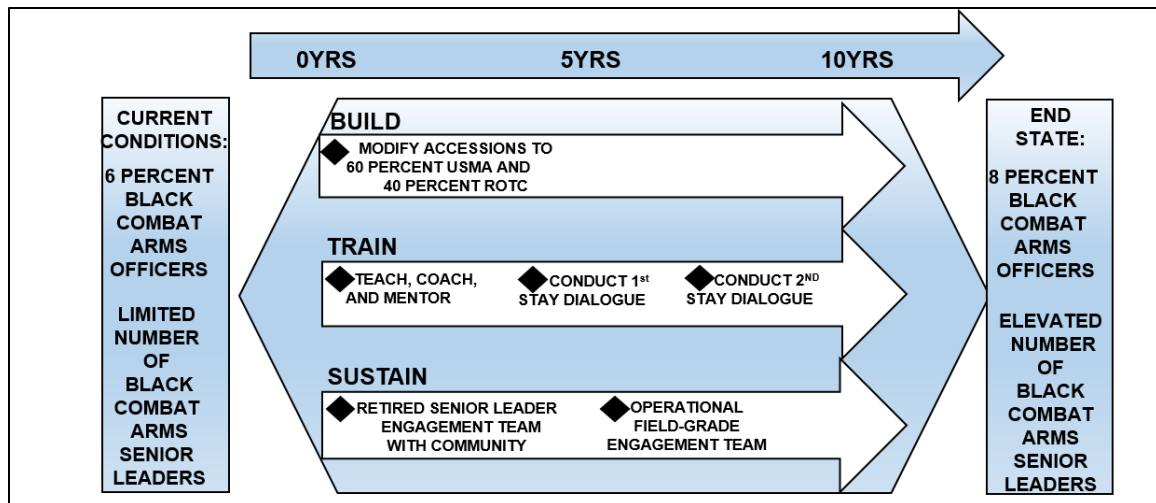 0YRS 5YRS 10YRS
CURRENT
CONDITIONS:
6 PERCENT
BLACK
COMBAT
ARMS
OFFICERS
LIMITED
NUMBER
OF
BLACK
COMBAT
ARMS
SENIOR
LEADERS
BUILD
MODIFY ACCESSIONS TO
60 PERCENT USMA AND
40 PERCENT ROTC
TRAIN
TEACH, COACH,
AND MENTOR
CONDUCT 1st
STAY DIALOGUE
CONDUCT 2ND
STAY DIALOGUE
SUSTAIN
RETIRED SENIOR LEADER
ENGAGEMENT TEAM
WITH COMMUNITY
OPERATIONAL
FIELD-GRADE
ENGAGEMENT TEAM
END
STATE:
8 PERCENT
BLACK
COMBAT
ARMS
OFFICERS
ELEVATED
NUMBER
OF
BLACK
COMBAT
ARMS
SENIOR
LEADERS